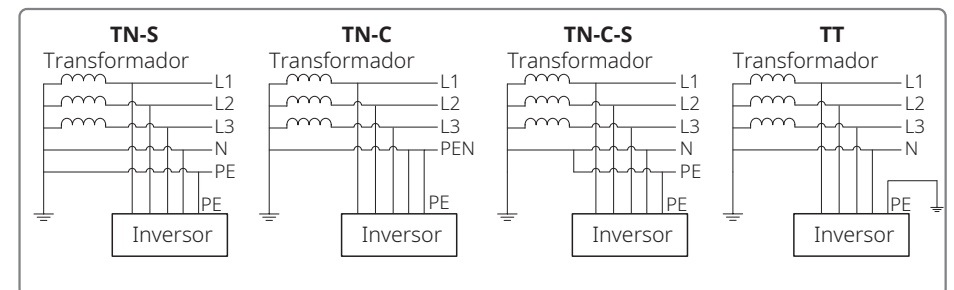 TN-S
Transformador
L1
L2
L3
N
PE
PE
Inversor
TN-C
Transformador
L1
L2
L3
PEN
PE
Inversor
TN-C-S
Transformador
L1
L2
L3
N
PE
PE
Inversor
TT
Transformador
L1
L2
L3
N
PE
Inversor